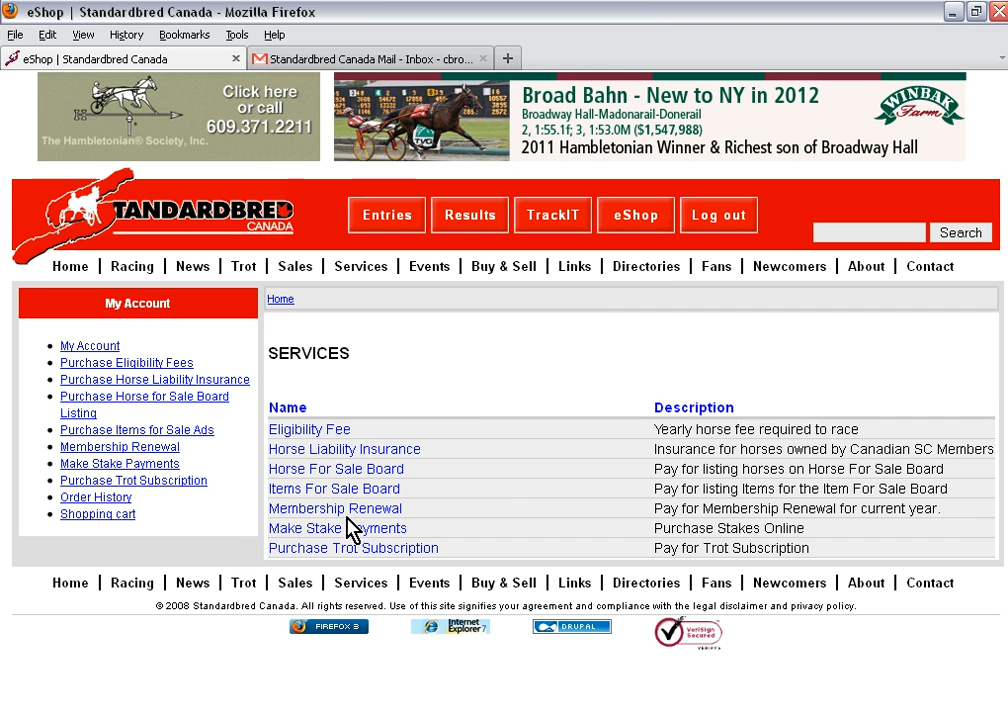 eShop | Standardbred Canada - Mozilla Firefox
File Edit View History Bookmarks Tools Help
eShop | Standardbred Canada
Standardbred Canada Mail - Inbox - cbro...
Click here
or call
609.371.2211
The Hambletonian® Society, Inc.
Broad Bahn - New to NY in 2012
Broadway Hall-Madonarail-Donerail
2, 1:55.1f; 3, 1:53.0M ($1,547,988)
2011 Hambletonian Winner & Richest son of Broadway Hall
WINBAK
Farm
TVG
STANDARDBRED
CANADA
Entries Results TrackIT eShop Log out
Search
Home | Racing | News | Trot | Sales | Services | Events | Buy & Sell | Links | Directories | Fans | Newcomers | About | Contact
My Account
My Account
Purchase Eligibility Fees
Purchase Horse Liability Insurance
Purchase Horse for Sale Board
Listing
Purchase Items for Sale Ads
Membership Renewal
Make Stake Payments
Purchase Trot Subscription
Order History
Shopping cart
Home
SERVICES
Name Description
Eligibility Fee Yearly horse fee required to race
Horse Liability Insurance Insurance for horses owned by Canadian SC Members
Horse For Sale Board Pay for listing horses on Horse For Sale Board
Items For Sale Board Pay for listing Items for the Item For Sale Board
Membership Renewal Pay for Membership Renewal for current year.
Make Stake Payments Purchase Stakes Online
Purchase Trot Subscription Pay for Trot Subscription
Home | Racing | News | Trot | Sales | Services | Events | Buy & Sell | Links | Directories | Fans | Newcomers | About | Contact
© 2008 Standardbred Canada. All rights reserved. Use of this site signifies your agreement and compliance with the legal disclaimer and privacy policy.
FIREFOX 3
Internet
Explorer 7
DRUPAL
VeriSign
Secured